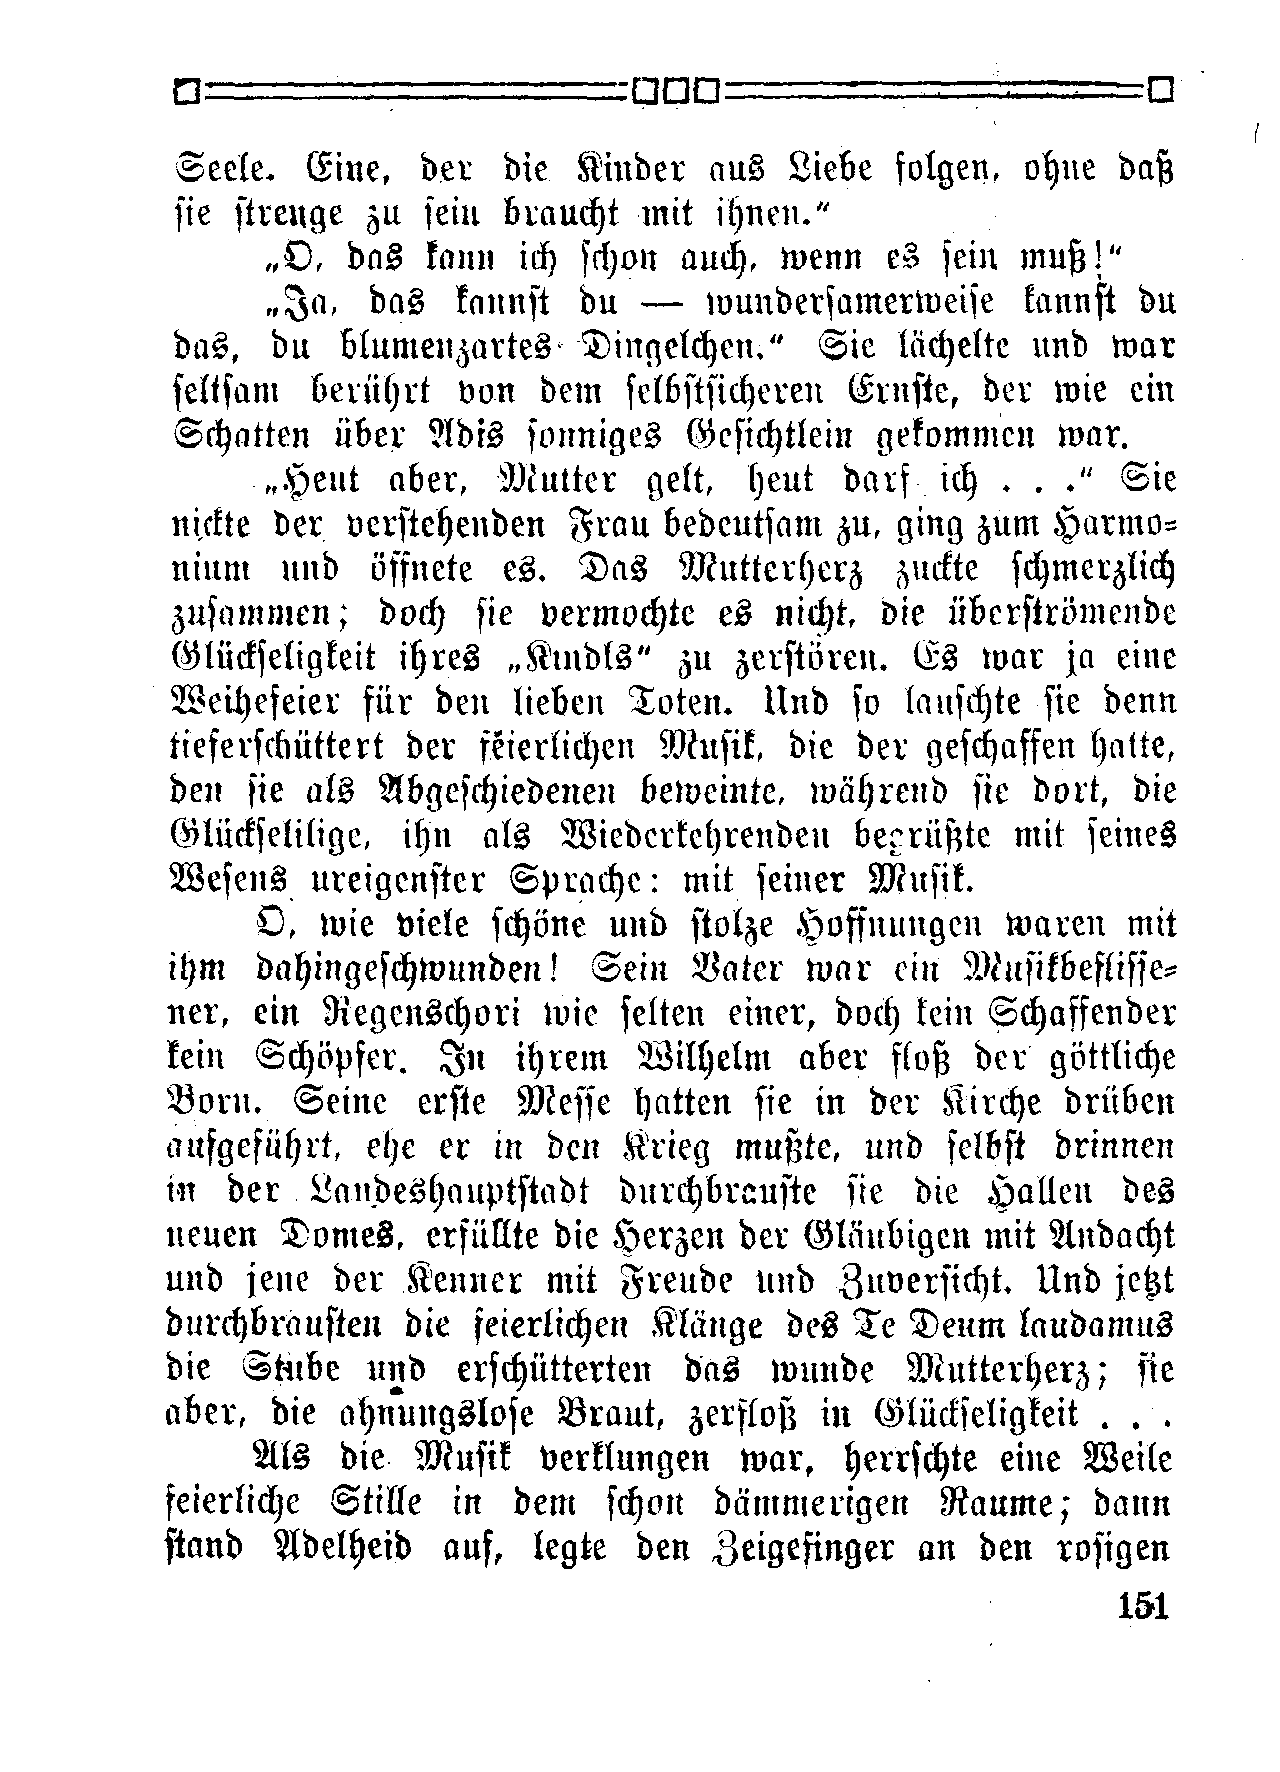 Seele. Eine, der die Kinder aus Liebe folgen, ohne daß
sie strenge zu sein braucht mit ihnen.“
„O, das kann ich schon auch, wenn es sein muß!“
„Ja, das kannst du — wundersamerweise kannst du
das, du blumenzartes Dingelchen.“ Sie lächelte und war
seltsam berührt von dem selbstsicheren Ernste, der wie ein
Schatten über Adis sonniges Gesichtlein gekommen war.
„Heut aber, Mutter gelt, heut darf ich . . .“ Sie
nickte der verstehenden Frau bedeutsam zu, ging zum Harmo=
nium und öffnete es. Das Mutterherz zuckte schmerzlich
zusammen; doch sie vermochte es nicht, die überströmende
Glückseligkeit ihres „Kindls“ zu zerstören. Es war ja eine
Weihefeier für den lieben Toten. Und so lauschte sie denn
tieferschüttert der feierlichen Musik, die der geschaffen hatte,
den sie als Abgeschiedenen beweinte, während sie dort, die
Glückselilige, ihn als Wiederkehrenden begrüßte mit seines
Wesens ureigenster Sprache: mit seiner Musik.
O, wie viele schöne und stolze Hoffnungen waren mit
ihm dahingeschwunden! Sein Vater war ein Musikbeflisse=
ner, ein Regenschori wie selten einer, doch kein Schaffender
kein Schöpfer. In ihrem Wilhelm aber floß der göttliche
Born. Seine erste Messe hatten sie in der Kirche drüben
aufgeführt, ehe er in den Krieg mußte, und selbst drinnen
in der Landeshauptstadt durchbrauste sie die Hallen des
neuen Domes, erfüllte die Herzen der Gläubigen mit Andacht
und jene der Kenner mit Freude und Zuversicht. Und jetzt
durchbrausten die feierlichen Klänge des Te Deum laudamus
die Stube und erschütterten das wunde Mutterherz; sie
aber, die ahnungslose Braut, zerfloß in Glückseligkeit . . .
Als die Musik verklungen war, herrschte eine Weile
feierliche Stille in dem schon dämmerigen Raume; dann
stand Adelheid auf, legte den Zeigefinger an den rosigen
151